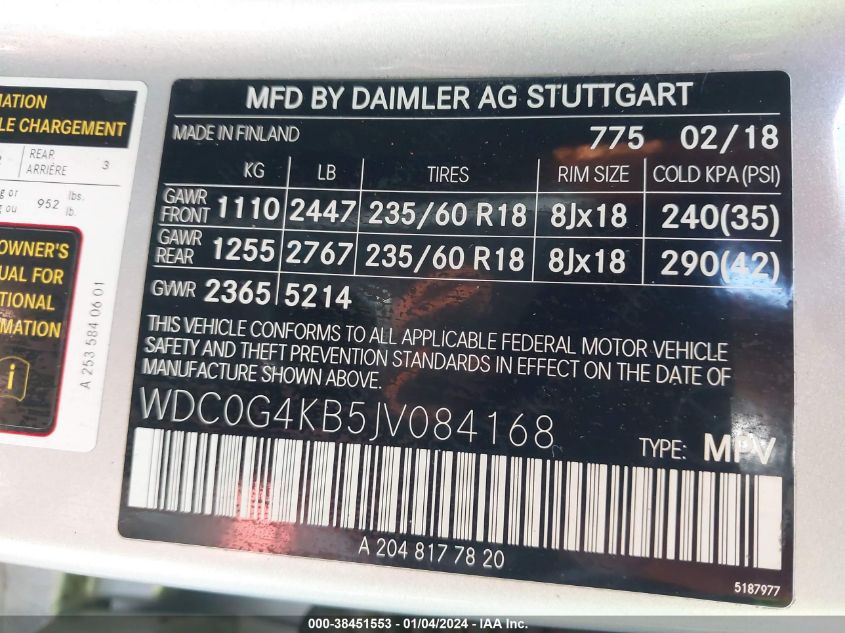 MATION
LE CHARGEMENT
REAR
ARRIÈRE 3
952 lbs.
lb.
OWNER'S
FOR
A 253 584 06 01
MFD BY DAIMLER AG STUTTGART
MADE IN FINLAND 775 02/18
KG LB TIRES RIM SIZE COLD KPA (PSI)
GAWR FRONT 1110 2447 235/60 R18 8Jx18 240(35)
GAWR REAR 1255 2767 235/60 R18 8Jx18 290(42)
GVWR 2365 5214
THIS VEHICLE CONFORMS TO ALL APPLICABLE FEDERAL MOTOR VEHICLE
SAFETY AND THEFT PREVENTION STANDARDS IN EFFECT ON THE DATE OF
MANUFACTURE SHOWN ABOVE.
WDC0G4KB5JV084168
TYPE: MPV
A 204 817 78 20
5187977
000-38451553 - 01/04/2024 - IAA Inc.